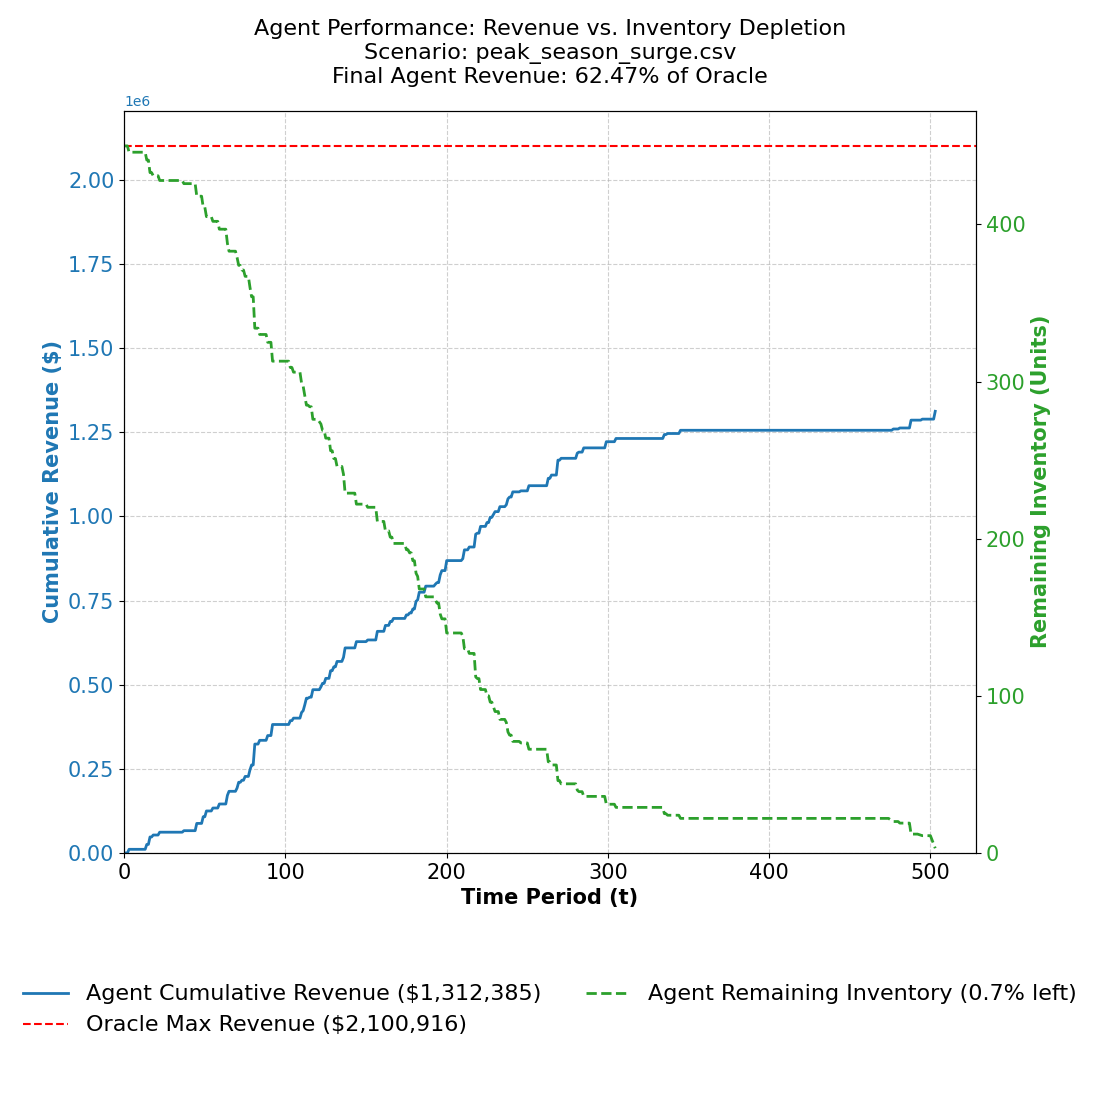 Agent Performance: Revenue vs. Inventory Depletion
Scenario: peak_season_surge.csv
Final Agent Revenue: 62.47% of Oracle
1e6
2.00
1.75
1.50
1.25
1.00
0.75
0.50
0.25
0.00
Cumulative Revenue ($)
400
300
200
100
0
Remaining Inventory (Units)
0 100 200 300 400 500
Time Period (t)
Agent Cumulative Revenue ($1,312,385)
Oracle Max Revenue ($2,100,916)
Agent Remaining Inventory (0.7% left)